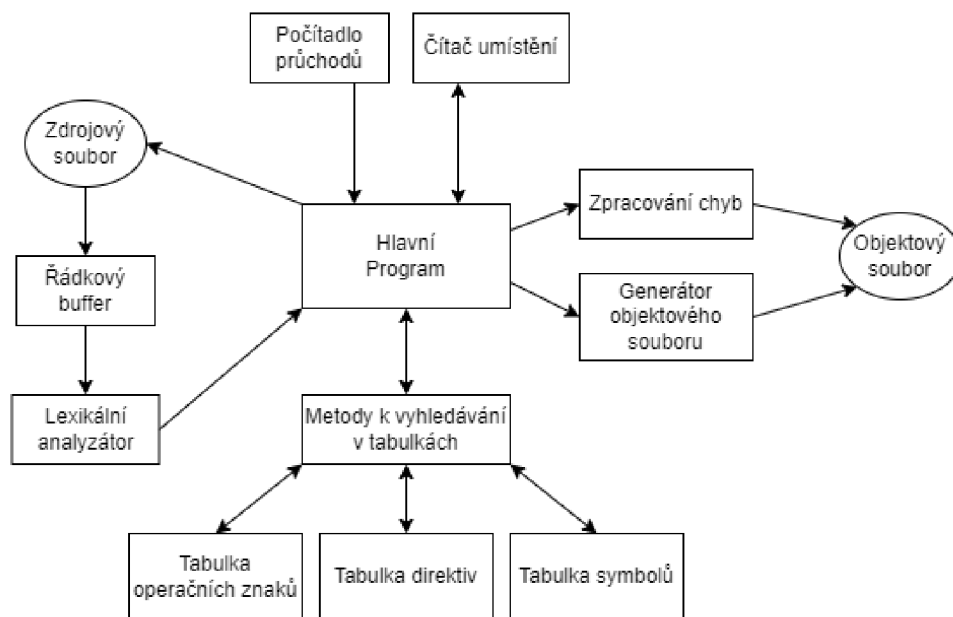 Počítadlo
průchodů
Čítač umístění
Zdrojový
soubor
Zpracování chyb
Hlavní
Program
Objektový
soubor
Řádkový
buffer
Generátor
objektového
souboru
Lexikální
analyzátor
Metody k vyhledávání
v tabulkách
Tabulka
operačních znaků
Tabulka direktiv
Tabulka symbolů